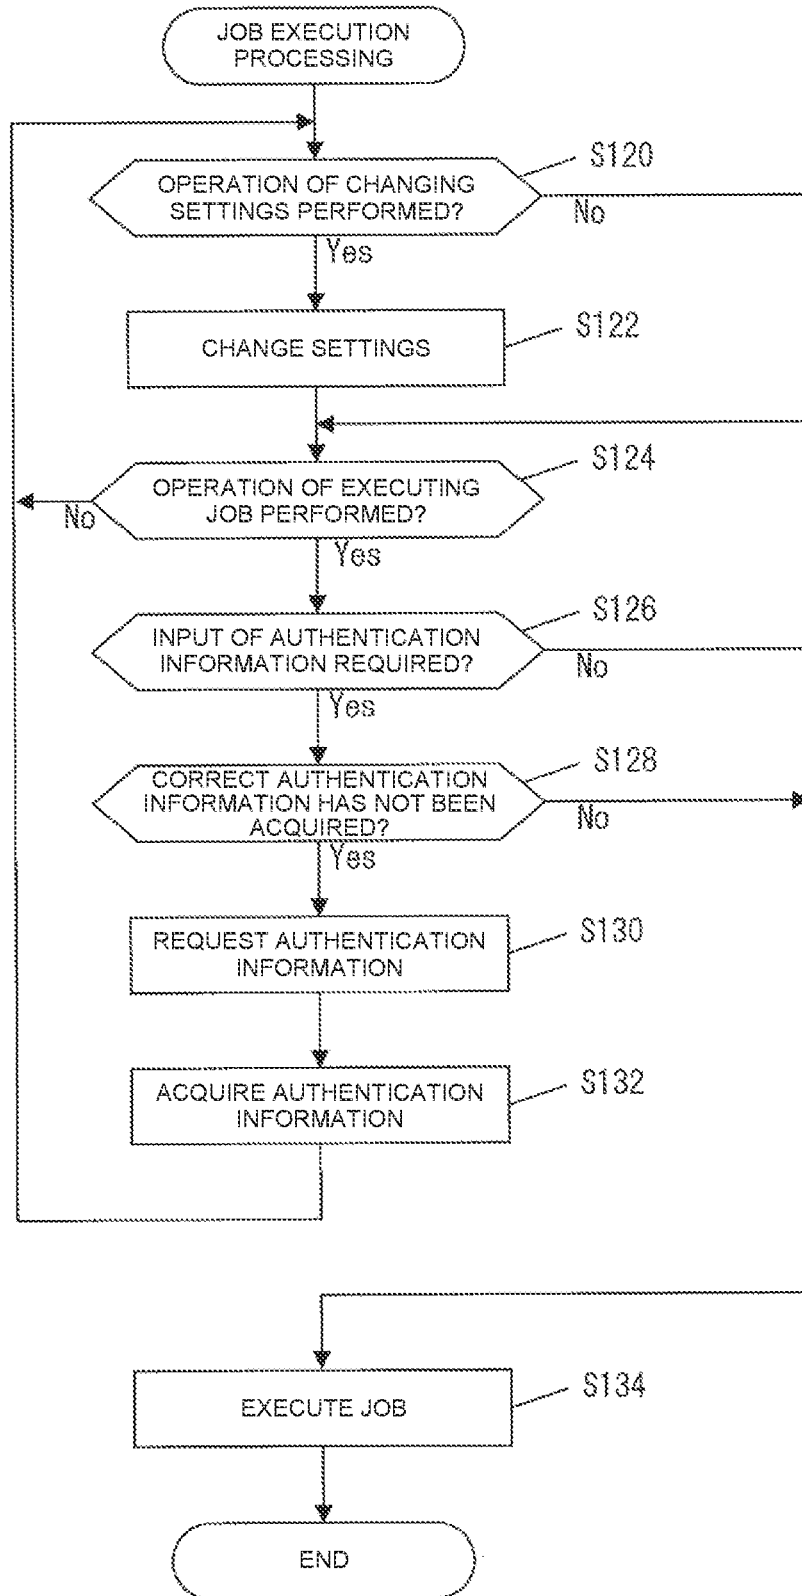 JOB EXECUTION
PROCESSING
S120
OPERATION OF CHANGING
SETTINGS PERFORMED?
No
Yes
S122
CHANGE SETTINGS
S124
OPERATION OF EXECUTING
JOB PERFORMED?
No
Yes
S126
INPUT OF AUTHENTICATION
INFORMATION REQUIRED?
No
Yes
S128
CORRECT AUTHENTICATION
INFORMATION HAS NOT BEEN
ACQUIRED?
No
Yes
S130
REQUEST AUTHENTICATION
INFORMATION
S132
ACQUIRE AUTHENTICATION
INFORMATION
S134
EXECUTE JOB
END